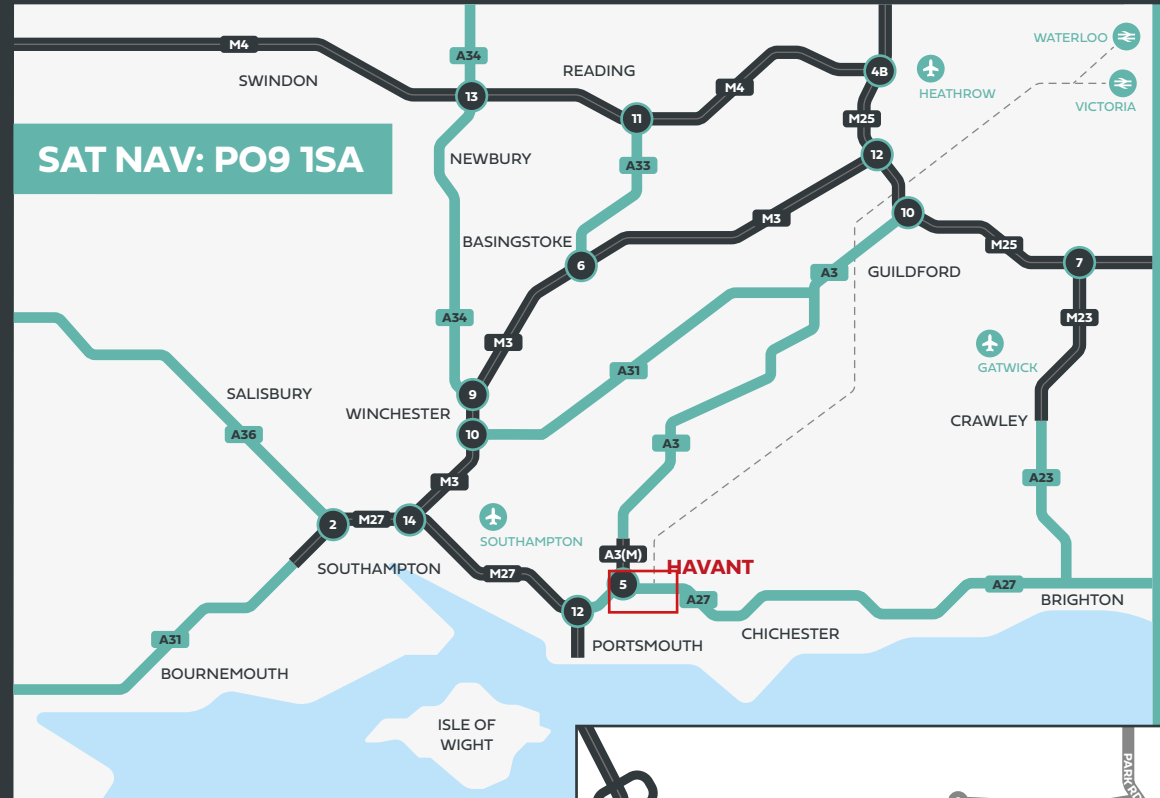 M4
A34
SWINDON
READING
4B
WATERLOO
HEATHROW
VICTORIA
13
M4
11
M25
SAT NAV: PO9 1SA
NEWBURY
A33
12
M3
10
BASINGSTOKE
6
M25
7
A3
GUILDFORD
A34
M3
M23
GATWICK
A31
SALISBURY
9
WINCHESTER
10
CRAWLEY
A36
A3
M3
A23
2
M27
14
SOUTHAMPTON
SOUTHAMPTON
A3(M)
HAVANT
M27
5
A27
A27
12
BRIGHTON
A31
PORTSMOUTH
CHICHESTER
BOURNEMOUTH
ISLE OF
WIGHT